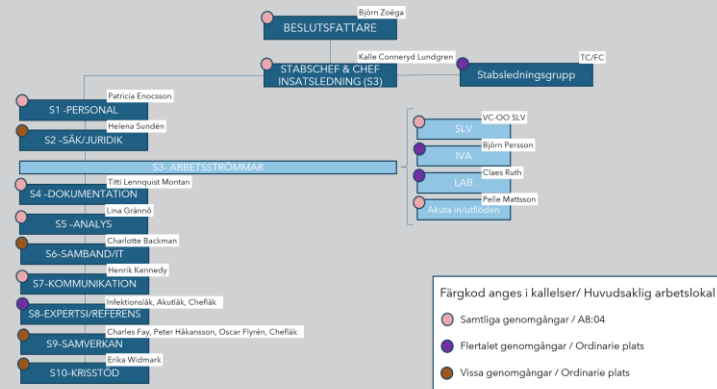 Björn Zoëga
BESLUTSFATTARE
Kalle Conneryd Lundgren
STABSCHEF & CHEF
INSATSLEDNING (S3)
TC/FC
Stabsledningsgrupp
Patricia Enocsson
S1 -PERSONAL
Helena Sundén
S2 -SÄK/JURIDIK
S3- ARBETSSTRÖMMAR
VC-OO SLV
SLV
Björn Persson
IVA
Claes Ruth
LAB
Pelle Mattsson
Akuta in/utflöden
Titti Lennquist Montan
S4 -DOKUMENTATION
Lina Grännö
S5 -ANALYS
Charlotte Backman
S6-SAMBAND/IT
Henrik Kennedy
S7-KOMMUNIKATION
Infektionsläk, Akutläk, Chefläk
S8-EXPERTSI/REFERENS
Charles Fay, Peter Håkansson, Oscar Flyrén, Chefläk
S9-SAMVERKAN
Erika Widmark
S10-KRISSTÖD
Färgkod anges i kallelser/ Huvudsaklig arbetslokal
Samtliga genomgångar / A8:04
Flertalet genomgångar / Ordinarie plats
Vissa genomgångar / Ordinarie plats